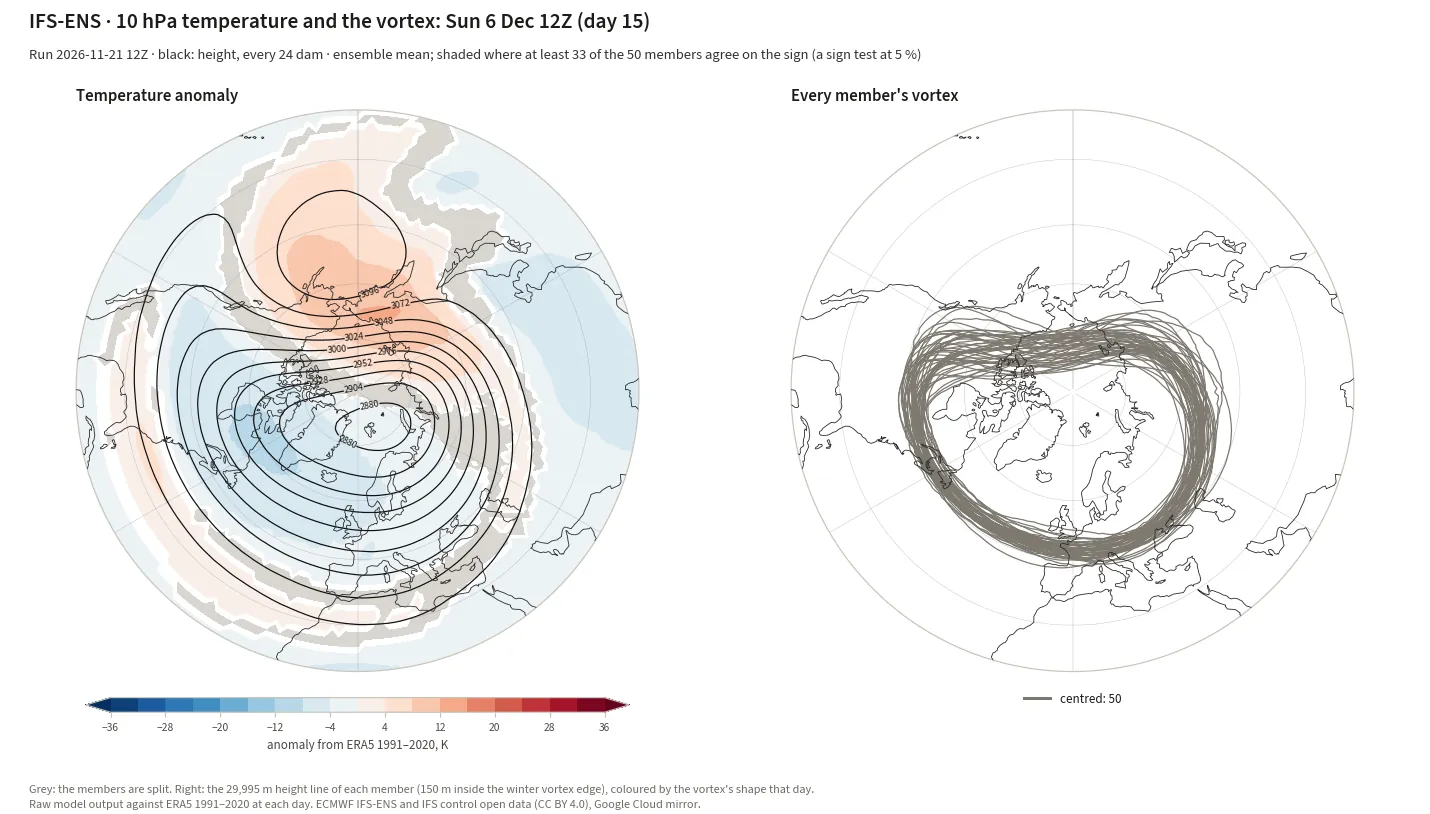 IFS-ENS · 10 hPa temperature and the vortex: Sun 6 Dec 12Z (day 15)
Run 2026-11-21 12Z · black: height, every 24 dam · ensemble mean; shaded where at least 33 of the 50 members agree on the sign (a sign test at 5 %)
Temperature anomaly
Every member's vortex
3096
3072
3048
3024
3000
2952
2904
2880
2880
centred: 50
−36 −28 −20 −12 −4 4 12 20 28 36
anomaly from ERA5 1991–2020, K
Grey: the members are split. Right: the 29,995 m height line of each member (150 m inside the winter vortex edge), coloured by the vortex's shape that day.
Raw model output against ERA5 1991–2020 at each day. ECMWF IFS-ENS and IFS control open data (CC BY 4.0), Google Cloud mirror.